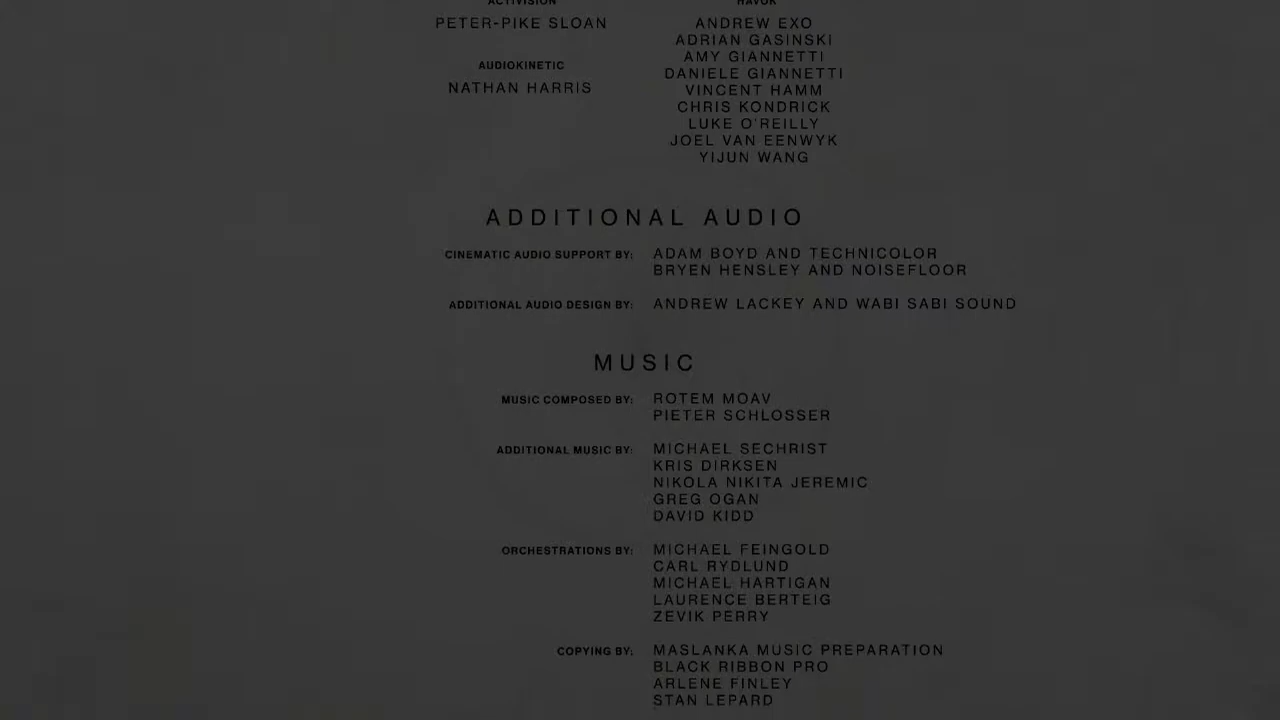 ACTIVISION
PETER-PIKE SLOAN
AUDIOKINETIC
NATHAN HARRIS
HAVOK
ANDREW EXO
ADRIAN GASINSKI
AMY GIANNETTI
DANIELE GIANNETTI
VINCENT HAMM
CHRIS KONDRICK
LUKE O'REILLY
JOEL VAN EENWYK
YIJUN WANG
ADDITIONAL AUDIO
CINEMATIC AUDIO SUPPORT BY: ADAM BOYD AND TECHNICOLOR
BRYEN HENSLEY AND NOISEFLOOR
ADDITIONAL AUDIO DESIGN BY: ANDREW LACKEY AND WABI SABI SOUND
MUSIC
MUSIC COMPOSED BY: ROTEM MOAV
PIETER SCHLOSSER
ADDITIONAL MUSIC BY: MICHAEL SECHRIST
KRIS DIRKSEN
NIKOLA NIKITA JEREMIC
GREG OGAN
DAVID KIDD
ORCHESTRATIONS BY: MICHAEL FEINGOLD
CARL RYDLUND
MICHAEL HARTIGAN
LAURENCE BERTEIG
ZEVIK PERRY
COPYING BY: MASLANKA MUSIC PREPARATION
BLACK RIBBON PRO
ARLENE FINLEY
STAN LEPARD